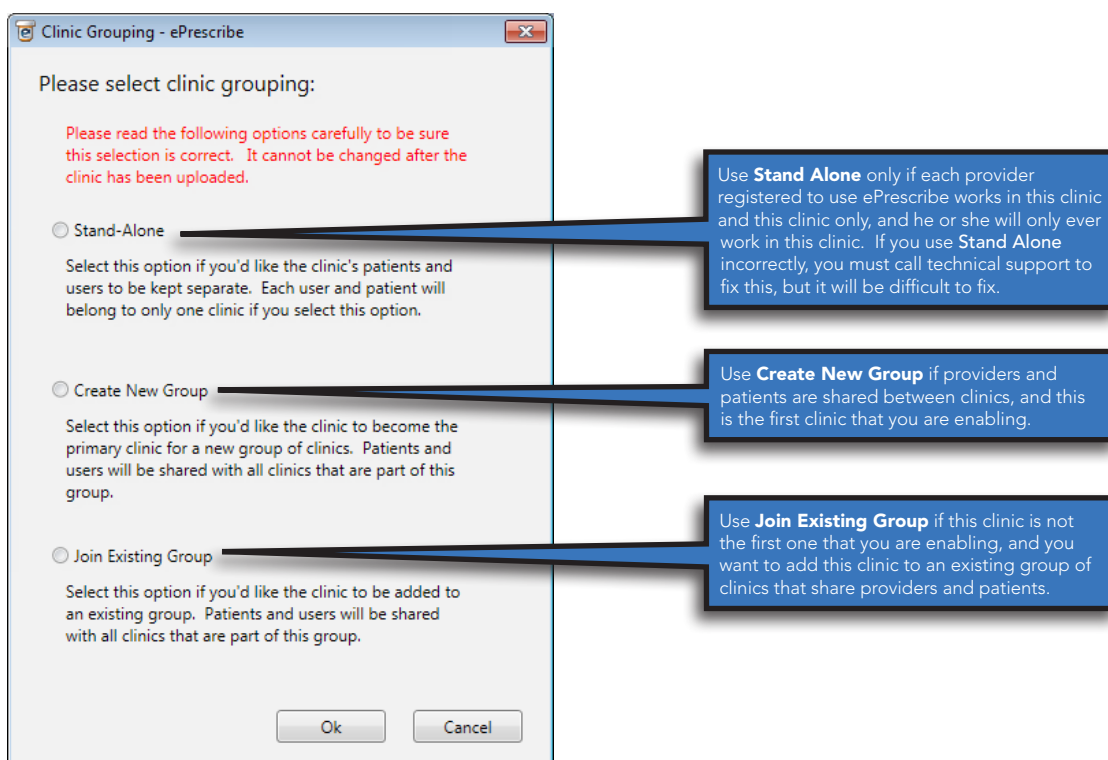 Clinic Grouping - ePrescribe
Please select clinic grouping:
Please read the following options carefully to be sure
this selection is correct. It cannot be changed after the
clinic has been uploaded.
Stand-Alone
Select this option if you'd like the clinic's patients and
users to be kept separate. Each user and patient will
belong to only one clinic if you select this option.
Use Stand Alone only if each provider
registered to use ePrescribe works in this clinic
and this clinic only, and he or she will only ever
work in this clinic. If you use Stand Alone
incorrectly, you must call technical support to
fix this, but it will be difficult to fix.
Create New Group
Select this option if you'd like the clinic to become the
primary clinic for a new group of clinics. Patients and
users will be shared with all clinics that are part of this
group.
Use Create New Group if providers and
patients are shared between clinics, and this
is the first clinic that you are enabling.
Join Existing Group
Select this option if you'd like the clinic to be added to
an existing group. Patients and users will be shared
with all clinics that are part of this group.
Use Join Existing Group if this clinic is not
the first one that you are enabling, and you
want to add this clinic to an existing group of
clinics that share providers and patients.
Ok
Cancel